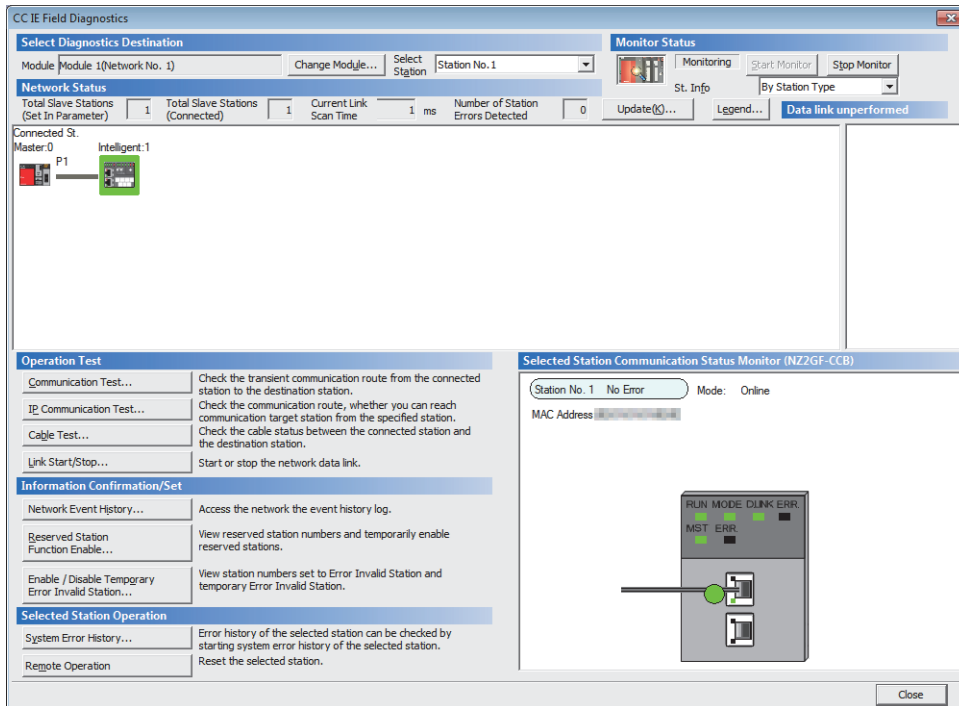 CC IE Field Diagnostics
Select Diagnostics Destination
Module Module 1(Network No. 1) Change Module... Select Station Station No.1
Monitor Status
Monitoring Start Monitor Stop Monitor
St. Info By Station Type
Network Status
Total Slave Stations (Set In Parameter) 1 Total Slave Stations (Connected) 1 Current Link Scan Time 1 ms Number of Station Errors Detected 0 Update(K)... Legend... Data link unperformed
Connected St.
Master:0 Intelligent:1
P1
Operation Test
Communication Test... Check the transient communication route from the connected station to the destination station.
IP Communication Test... Check the communication route, whether you can reach communication target station from the specified station.
Cable Test... Check the cable status between the connected station and the destination station.
Link Start/Stop... Start or stop the network data link.
Information Confirmation/Set
Network Event History... Access the network the event history log.
Reserved Station Function Enable... View reserved station numbers and temporarily enable reserved stations.
Enable / Disable Temporary Error Invalid Station... View station numbers set to Error Invalid Station and temporary Error Invalid Station.
Selected Station Operation
System Error History... Error history of the selected station can be checked by starting system error history of the selected station.
Remote Operation Reset the selected station.
Selected Station Communication Status Monitor (NZ2GF-CCB)
Station No. 1 No Error Mode: Online
MAC Address
RUN MODE DLINK ERR.
MST ERR.
Close